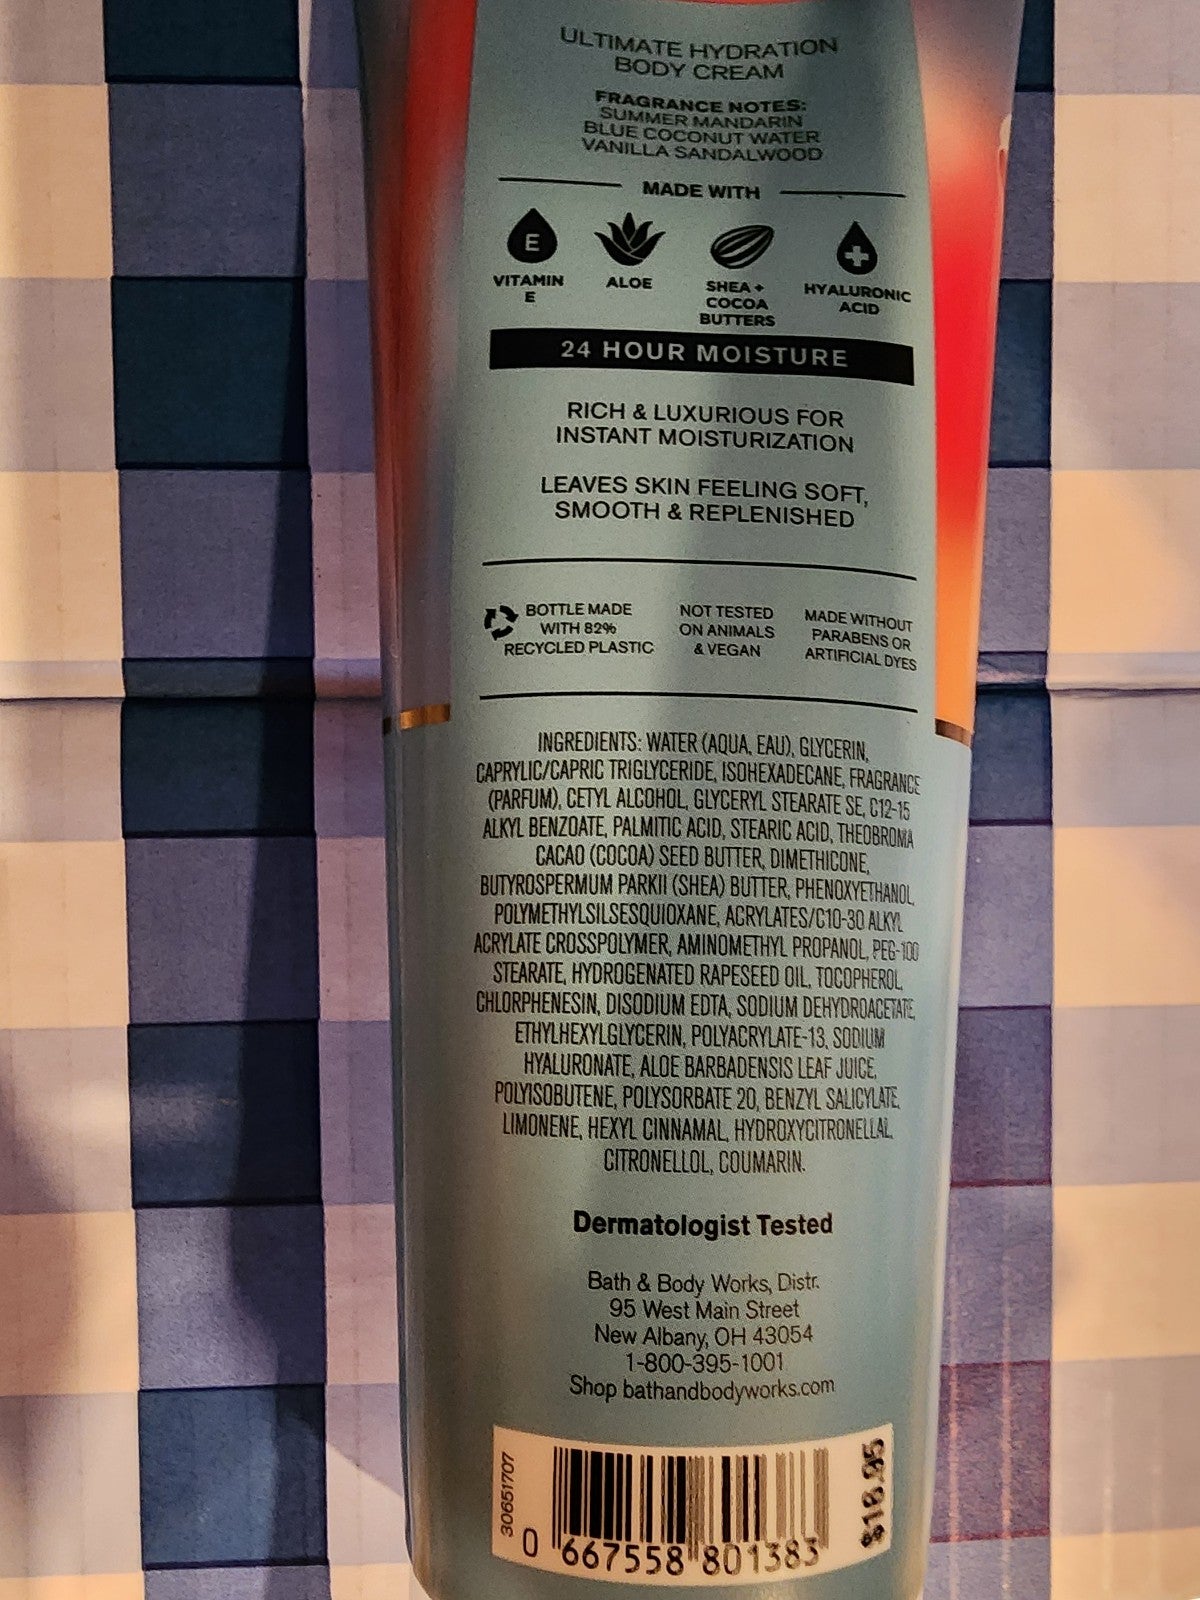 ULTIMATE HYDRATION
BODY CREAM
FRAGRANCE NOTES:
SUMMER MANDARIN
BLUE COCONUT WATER
VANILLA SANDALWOOD
MADE WITH
E
VITAMIN
E
ALOE
SHEA +
COCOA
BUTTERS
HYALURONIC
ACID
24 HOUR MOISTURE
RICH & LUXURIOUS FOR
INSTANT MOISTURIZATION
LEAVES SKIN FEELING SOFT,
SMOOTH & REPLENISHED
BOTTLE MADE
WITH 82%
RECYCLED PLASTIC
NOT TESTED
ON ANIMALS
& VEGAN
MADE WITHOUT
PARABENS OR
ARTIFICIAL DYES
INGREDIENTS: WATER (AQUA, EAU), GLYCERIN,
CAPRYLIC/CAPRIC TRIGLYCERIDE, ISOHEXADECANE, FRAGRANCE
(PARFUM), CETYL ALCOHOL, GLYCERYL STEARATE SE, C12-15
ALKYL BENZOATE, PALMITIC ACID, STEARIC ACID, THEOBROMA
CACAO (COCOA) SEED BUTTER, DIMETHICONE,
BUTYROSPERMUM PARKII (SHEA) BUTTER, PHENOXYETHANOL,
POLYMETHYLSILSESQUIOXANE, ACRYLATES/C10-30 ALKYL
ACRYLATE CROSSPOLYMER, AMINOMETHYL PROPANOL, PEG-100
STEARATE, HYDROGENATED RAPESEED OIL, TOCOPHEROL,
CHLORPHENESIN, DISODIUM EDTA, SODIUM DEHYDROACETATE,
ETHYLHEXYLGLYCERIN, POLYACRYLATE-13, SODIUM
HYALURONATE, ALOE BARBADENSIS LEAF JUICE,
POLYISOBUTENE, POLYSORBATE 20, BENZYL SALICYLATE,
LIMONENE, HEXYL CINNAMAL, HYDROXYCITRONELLAL,
CITRONELLOL, COUMARIN.
Dermatologist Tested
Bath & Body Works, Distr.
95 West Main Street
New Albany, OH 43054
1-800-395-1001
Shop bathandbodyworks.com
30651707
0 667558 801383
$18.95